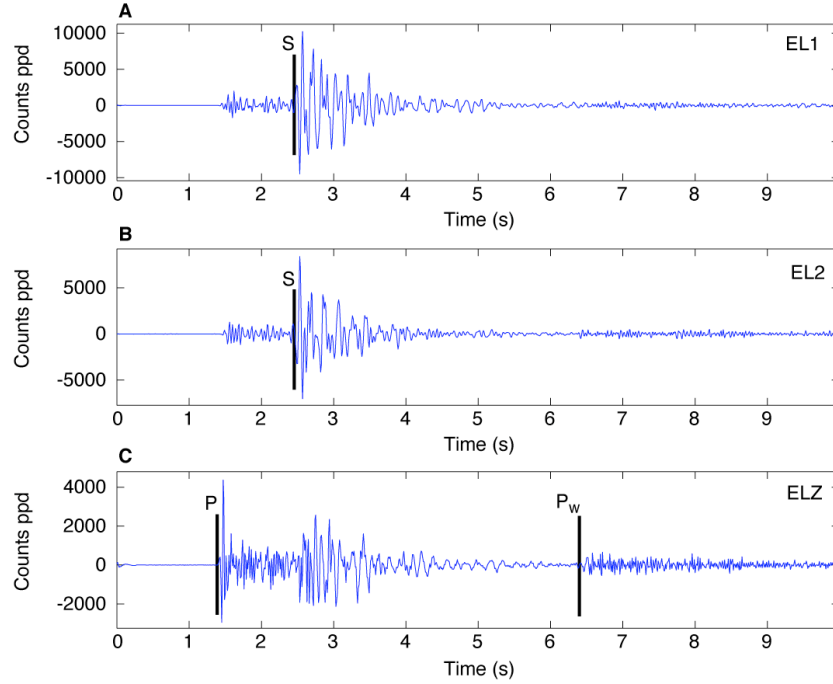 A
Counts ppd
10000
5000
0
-5000
-10000
S
EL1
0 1 2 3 4 5 6 7 8 9
Time (s)
B
Counts ppd
5000
0
-5000
S
EL2
0 1 2 3 4 5 6 7 8 9
Time (s)
C
Counts ppd
4000
2000
0
-2000
P
Pw
ELZ
0 1 2 3 4 5 6 7 8 9
Time (s)